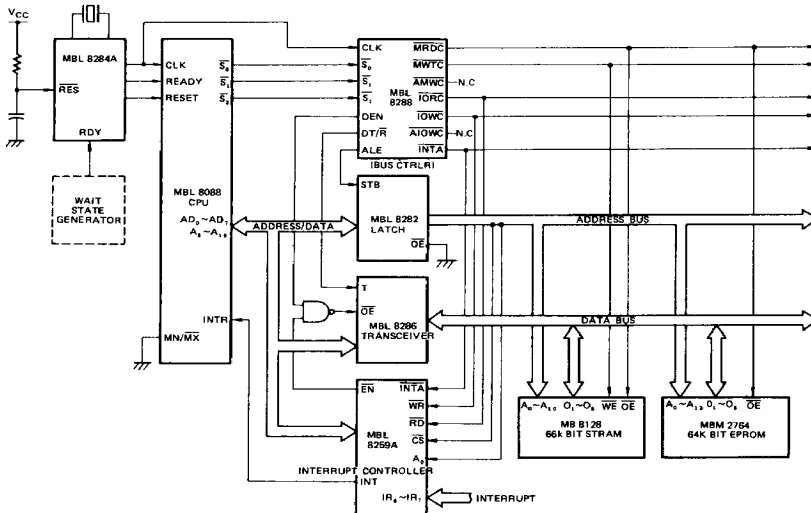 VCC
MBL 8284A
RES
RDY
WAIT
STATE
GENERATOR
CLK
READY
RESET
S0
S1
S2
MBL 8088
CPU
AD0~AD7
A8~A19
INTR
MN/MX
ADDRESS/DATA
CLK
S0
S1
S2
DEN
DT/R
ALE
MBL
8288
MRDC
MWTC
AMWC
N.C
IORC
IOWC
AIOWC
N.C
INTA
(BUS CTRLR)
STB
MBL 8282
LATCH
OE
ADDRESS BUS
T
OE
MBL 8286
TRANSCEIVER
DATA BUS
EN
INTA
WR
RD
CS
A0
MBL
8259A
INTERRUPT CONTROLLER
INT
IR0~IR7
INTERRUPT
A0~A10 O1~O8 WE OE
MB 8128
66k BIT STRAM
A0~A12 O1~O8 OE
MBM 2764
64K BIT EPROM